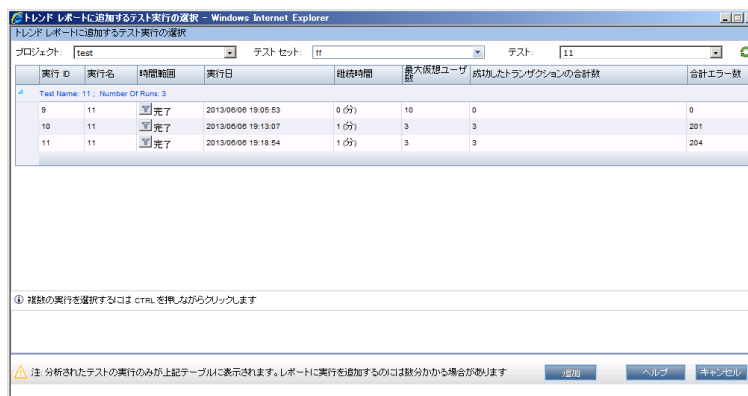 トレンド レポートに追加するテスト実行の選択 - Windows Internet Explorer
トレンド レポートに追加するテスト実行の選択
プロジェクト: test テスト セット: ff テスト: 11
実行 ID 実行名 時間範囲 実行日 継続時間 最大仮想ユーザ数 成功したトランザクションの合計数 合計エラー数
Test Name: 11 ; Number Of Runs: 3
9 11 完了 2013/06/06 19:05:53 0 (分) 10 0 0
10 11 完了 2013/06/06 19:13:07 1 (分) 3 3 201
11 11 完了 2013/06/06 19:18:54 1 (分) 3 3 204
複数の実行を選択するには CTRL を押しながらクリックします
注: 分析されたテストの実行のみが上記テーブルに表示されます。レポートに実行を追加するのには数分かかる場合があります
追加 ヘルプ キャンセル